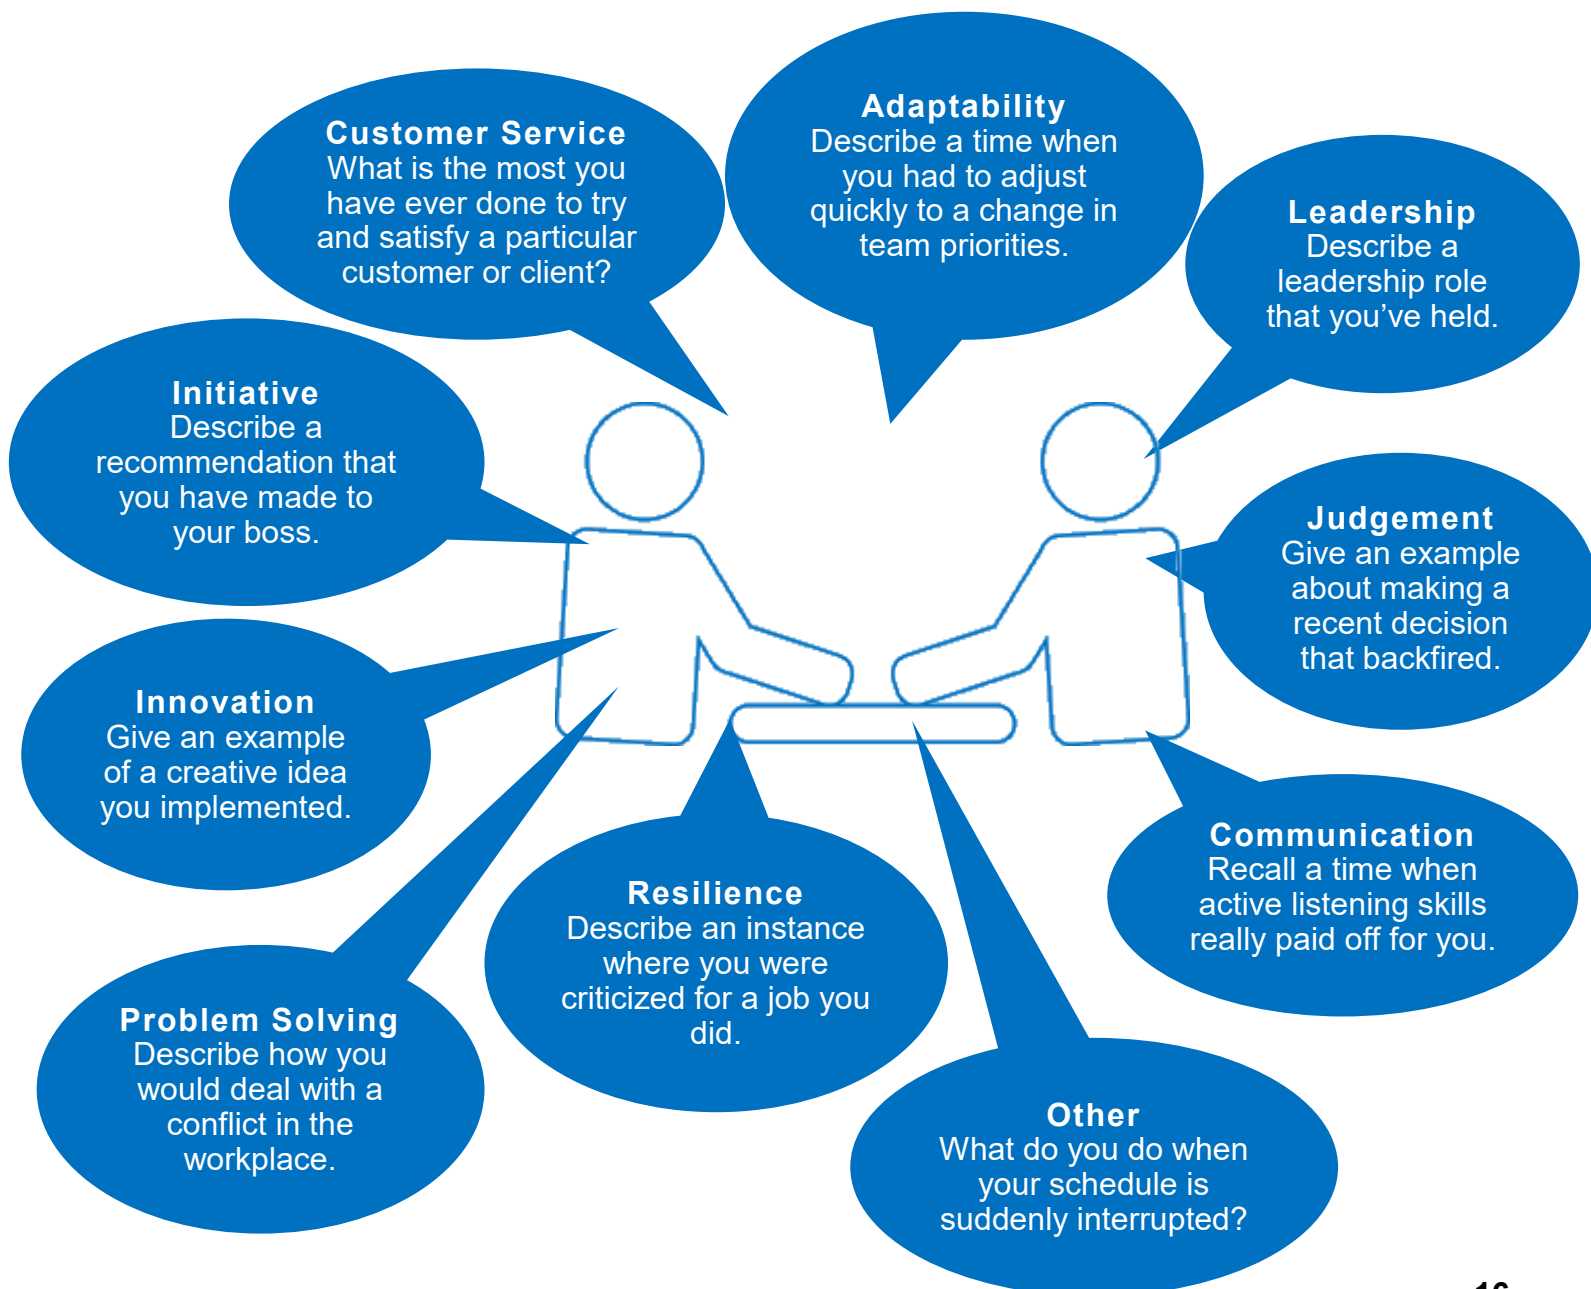 Customer Service
What is the most you
have ever done to try
and satisfy a particular
customer or client?
Adaptability
Describe a time when
you had to adjust
quickly to a change in
team priorities.
Leadership
Describe a
leadership role
that you’ve held.
Initiative
Describe a
recommendation that
you have made to
your boss.
Judgement
Give an example
about making a
recent decision
that backfired.
Innovation
Give an example
of a creative idea
you implemented.
Communication
Recall a time when
active listening skills
really paid off for you.
Resilience
Describe an instance
where you were
criticized for a job you
did.
Problem Solving
Describe how you
would deal with a
conflict in the
workplace.
Other
What do you do when
your schedule is
suddenly interrupted?